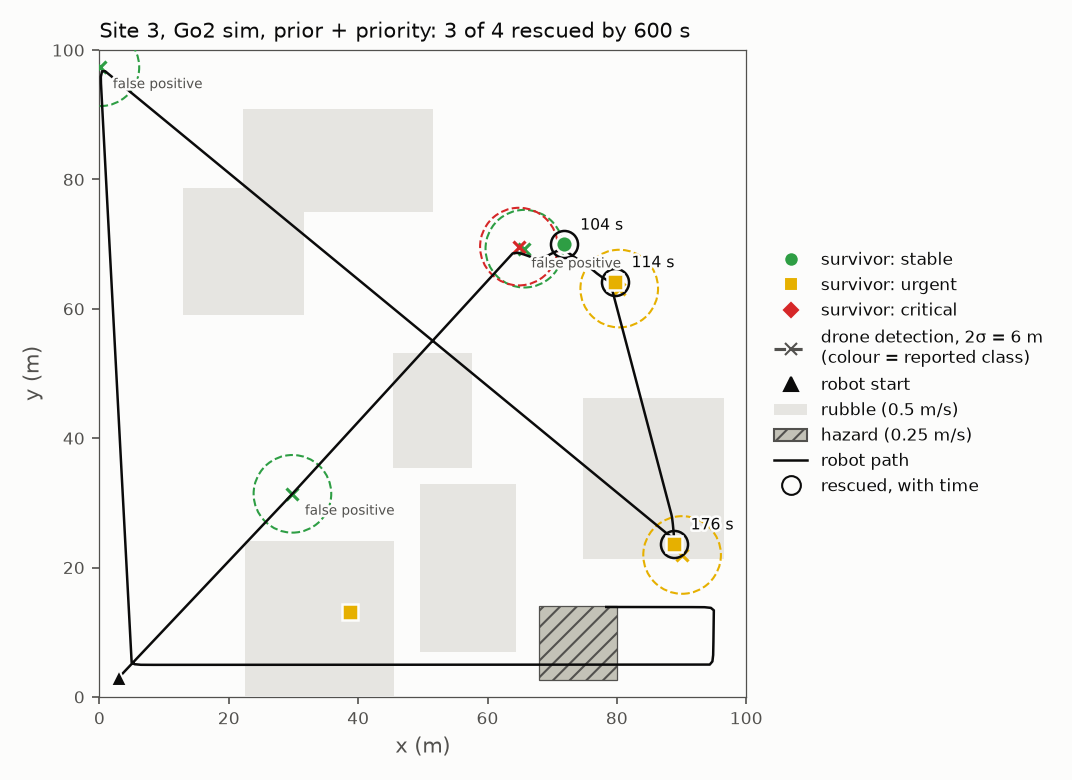 Site 3, Go2 sim, prior + priority: 3 of 4 rescued by 600 s
100
80
60
40
20
0
y (m)
0
20
40
60
80
100
x (m)
false positive
104 s
false positive
114 s
false positive
176 s
survivor: stable
survivor: urgent
survivor: critical
drone detection, 2σ = 6 m
(colour = reported class)
robot start
rubble (0.5 m/s)
hazard (0.25 m/s)
robot path
rescued, with time